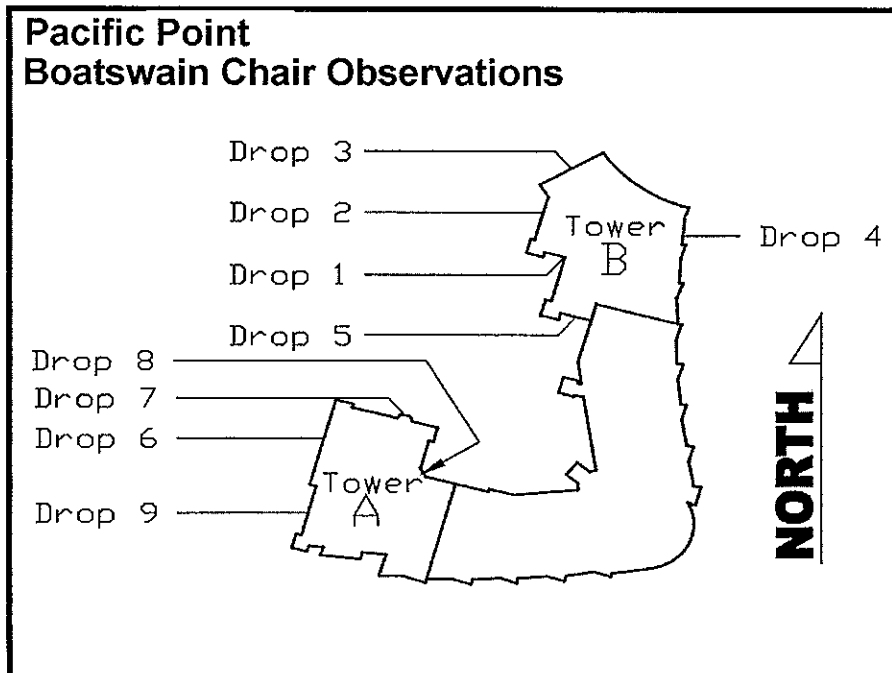 Pacific Point
Boatswain Chair Observations
Drop 3
Drop 2
Tower
B
Drop 4
Drop 1
Drop 5
Drop 8
Drop 7
Drop 6
Tower
A
Drop 9
NORTH